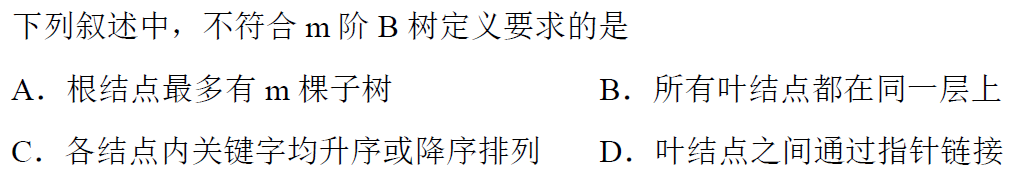 下列叙述中，不符合 m 阶 B 树定义要求的是
A．根结点最多有 m 棵子树 B．所有叶结点都在同一层上
C．各结点内关键字均升序或降序排列 D．叶结点之间通过指针链接